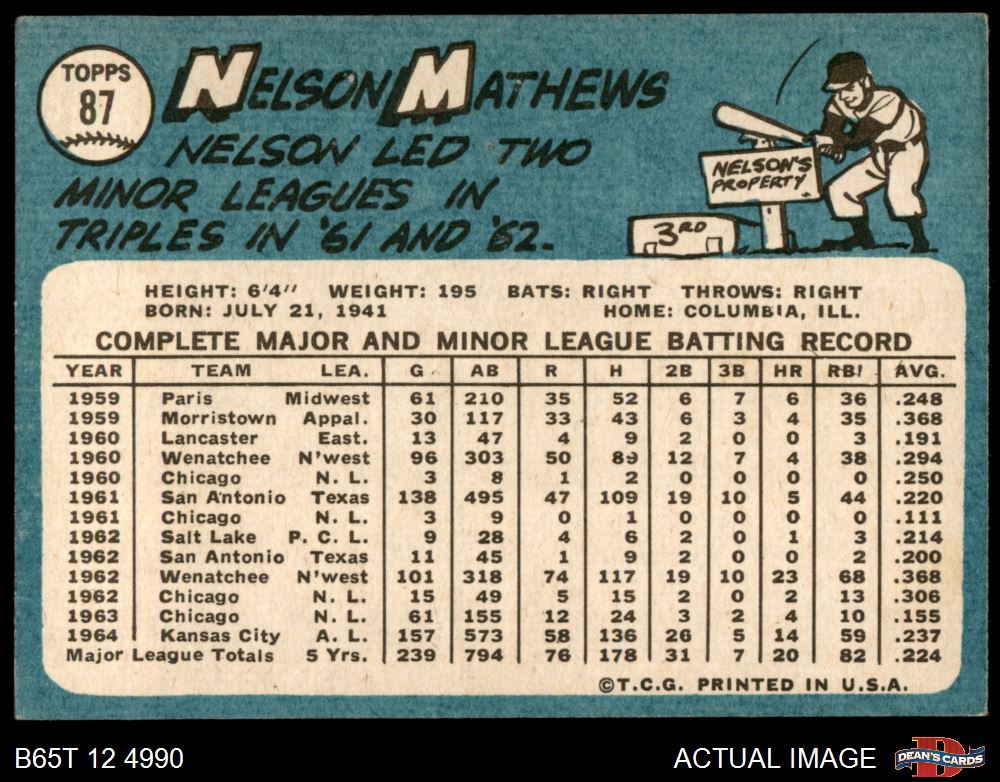 TOPPS
87
NELSON MATHEWS
NELSON LED TWO
MINOR LEAGUES IN
TRIPLES IN '61 AND '62.
NELSON'S
PROPERTY
3RD
HEIGHT: 6'4" WEIGHT: 195 BATS: RIGHT THROWS: RIGHT
BORN: JULY 21, 1941 HOME: COLUMBIA, ILL.
COMPLETE MAJOR AND MINOR LEAGUE BATTING RECORD
YEAR TEAM LEA. G AB R H 2B 3B HR RBI AVG.
1959 Paris Midwest 61 210 35 52 6 7 6 36 .248
1959 Morristown Appal. 30 117 33 43 6 3 4 35 .368
1960 Lancaster East. 13 47 4 9 2 0 0 3 .191
1960 Wenatchee N'west 96 303 50 89 12 7 4 38 .294
1960 Chicago N. L. 3 8 1 2 0 0 0 0 .250
1961 San Antonio Texas 138 495 47 109 19 10 5 44 .220
1961 Chicago N. L. 3 9 0 1 0 0 0 0 .111
1962 Salt Lake P. C. L. 9 28 4 6 2 0 1 3 .214
1962 San Antonio Texas 11 45 1 9 2 0 0 2 .200
1962 Wenatchee N'west 101 318 74 117 19 10 23 68 .368
1962 Chicago N. L. 15 49 5 15 2 0 2 13 .306
1963 Chicago N. L. 61 155 12 24 3 2 4 10 .155
1964 Kansas City A. L. 157 573 58 136 26 5 14 59 .237
Major League Totals 5 Yrs. 239 794 76 178 31 7 20 82 .224
©T.C.G. PRINTED IN U.S.A.
B65T 12 4990 ACTUAL IMAGE
DEAN'S CARDS